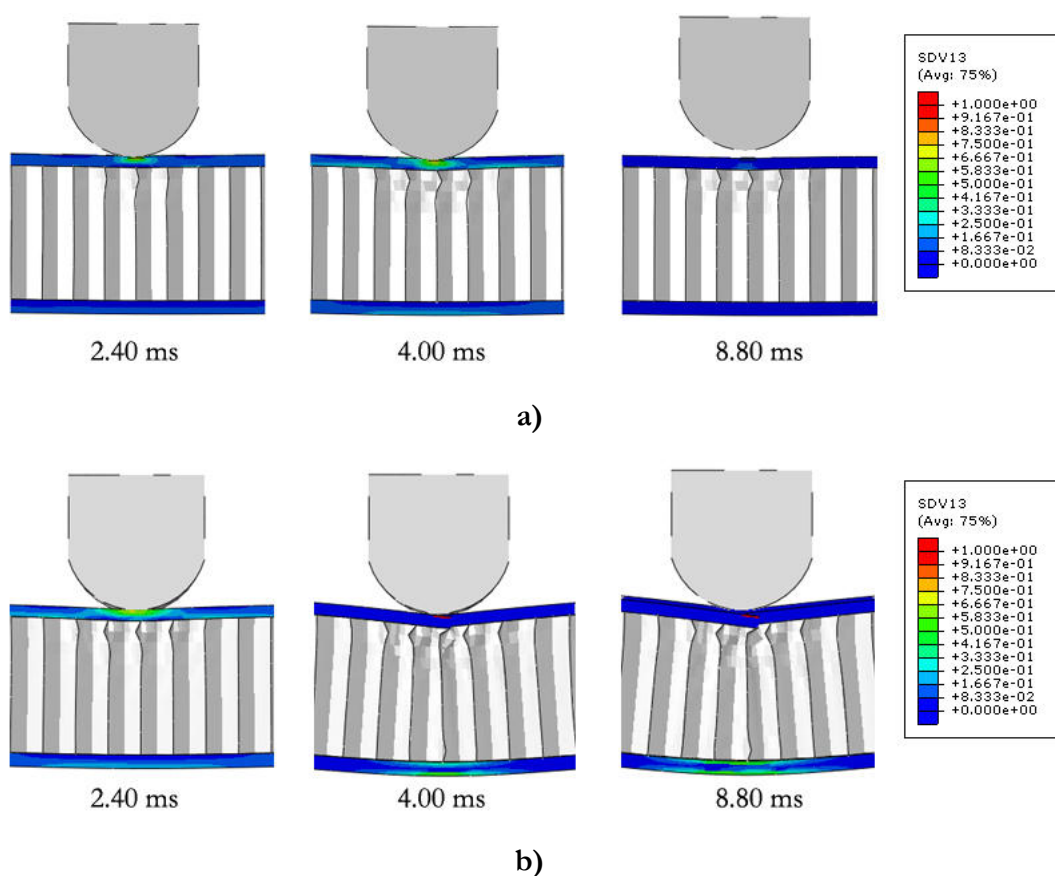 SDV13
(Avg: 75%)
+1.000e+00
+9.167e-01
+8.333e-01
+7.500e-01
+6.667e-01
+5.833e-01
+5.000e-01
+4.167e-01
+3.333e-01
+2.500e-01
+1.667e-01
+8.333e-02
+0.000e+00
2.40 ms
4.00 ms
8.80 ms
a)
SDV13
(Avg: 75%)
+1.000e+00
+9.167e-01
+8.333e-01
+7.500e-01
+6.667e-01
+5.833e-01
+5.000e-01
+4.167e-01
+3.333e-01
+2.500e-01
+1.667e-01
+8.333e-02
+0.000e+00
2.40 ms
4.00 ms
8.80 ms
b)